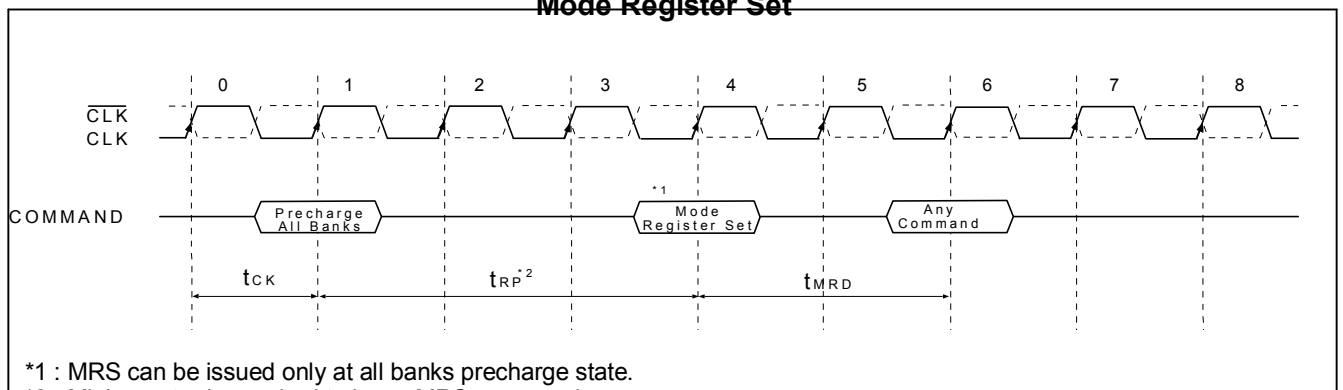 Mode Register Set
0 1 2 3 4 5 6 7 8
CLK
CLK
COMMAND
Precharge
All Banks
*1
Mode
Register Set
Any
Command
tCK
tRP*2
tMRD
*1 : MRS can be issued only at all banks precharge state.